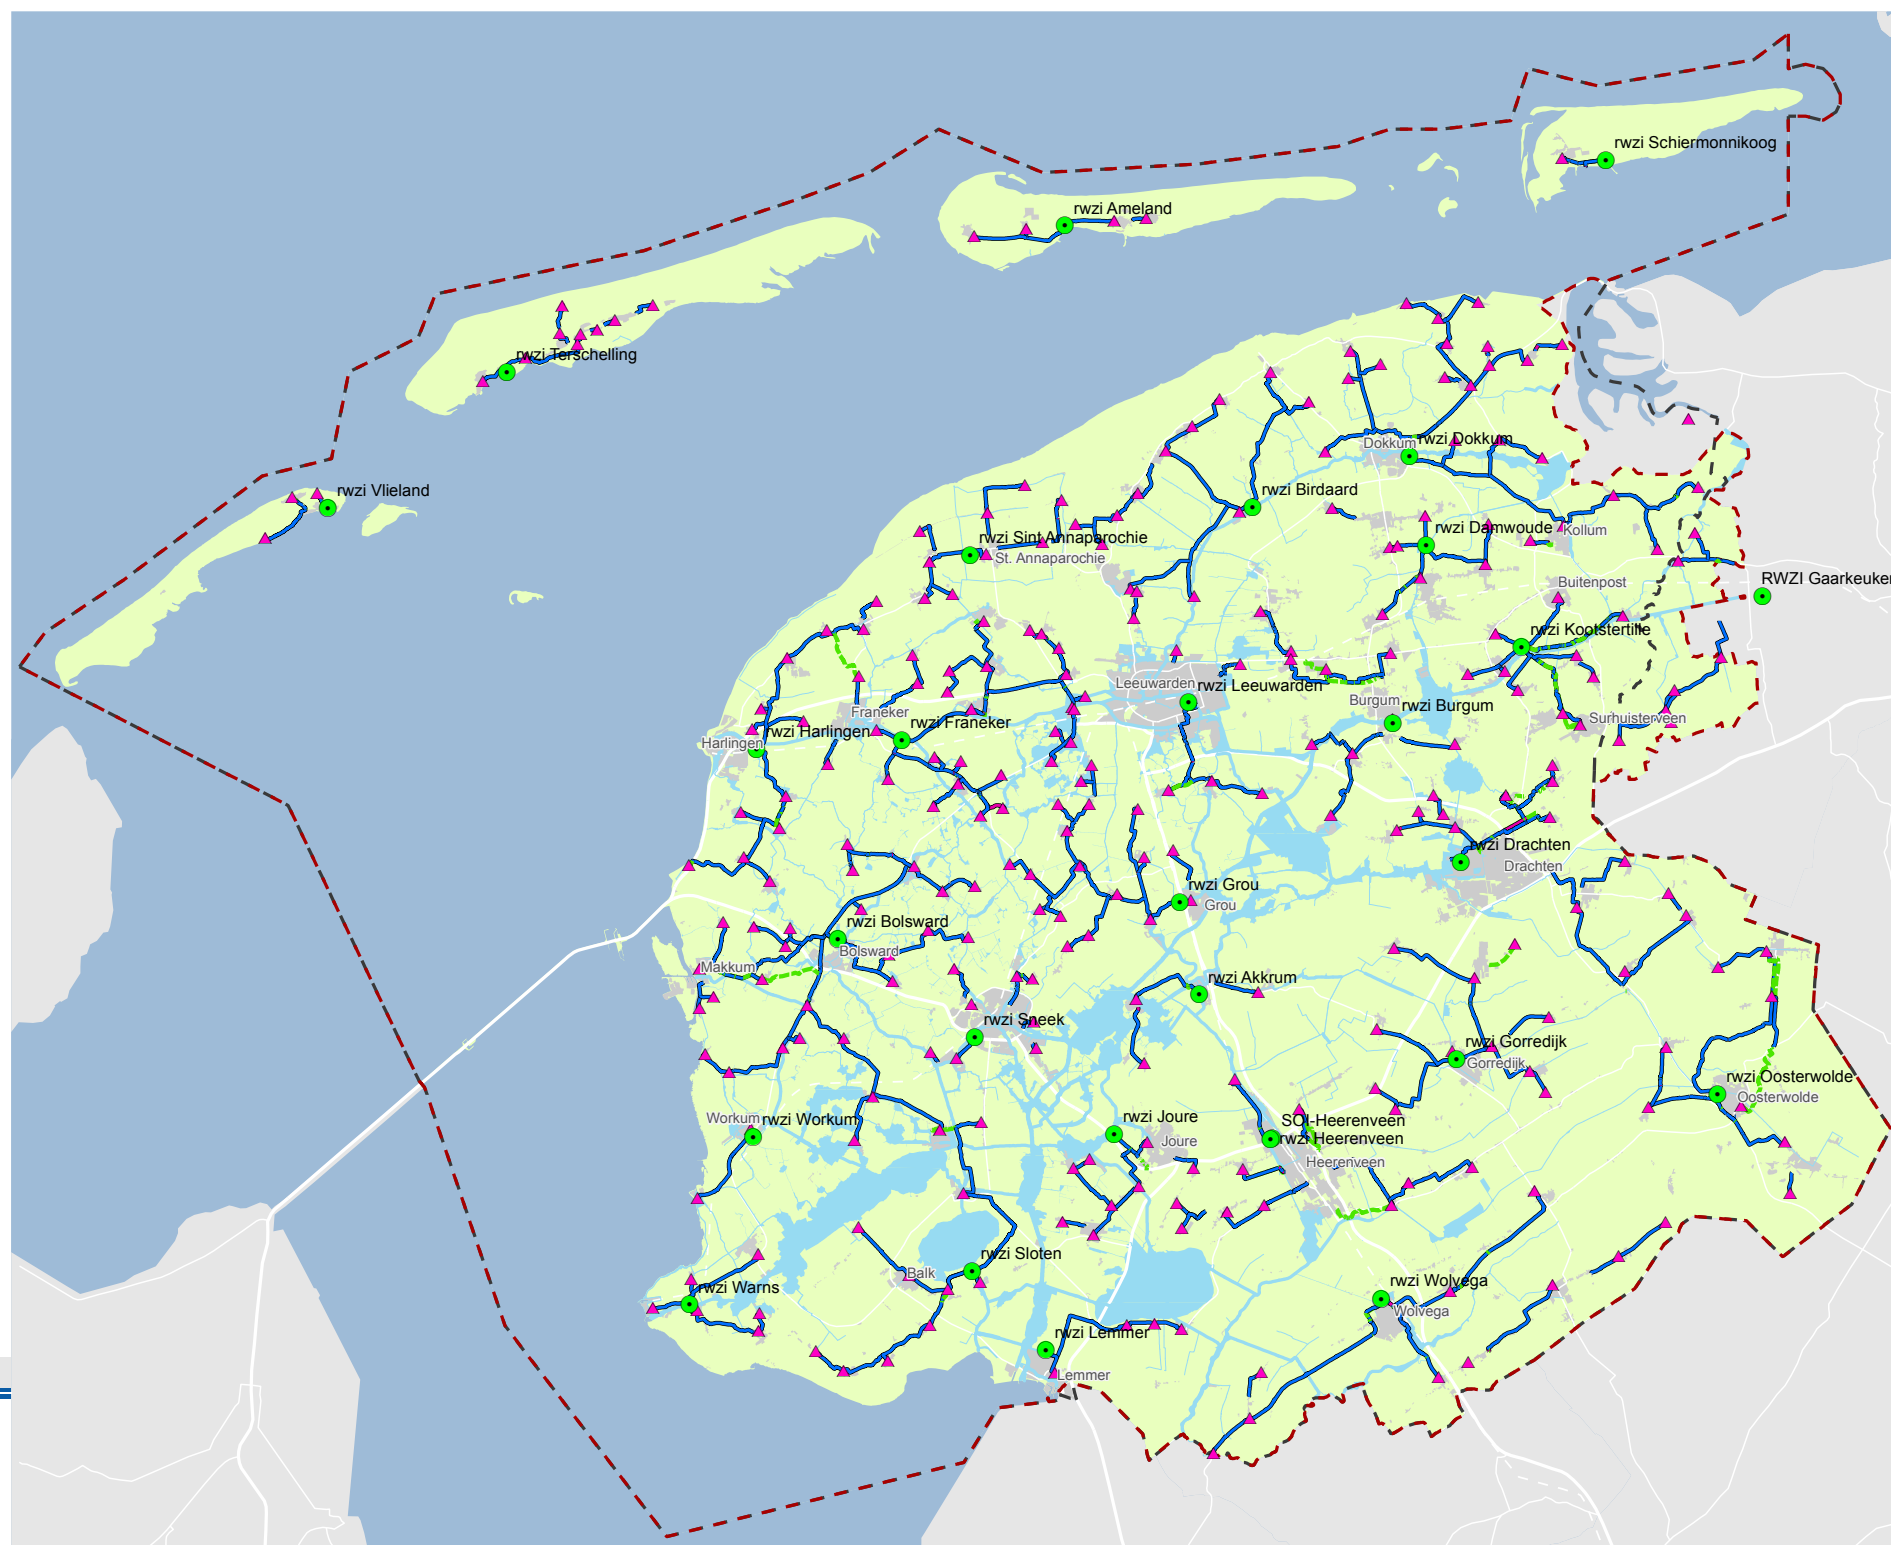 rwzi Schiermonnikoog
rwzi Ameland
rwzi Terschelling
rwzi Vlieland
Dokkum
rwzi Dokkum
rwzi Birdaard
rwzi Damwoude
Kollum
rwzi Sint Annaparochie
St. Annaparochie
Buitenpost
RWZI Gaarkeuken
rwzi Kootstertille
Leeuwarden
rwzi Leeuwarden
Burgum
rwzi Burgum
Surhuisterveen
Franeker
rwzi Franeker
Harlingen
rwzi Harlingen
rwzi Drachten
Drachten
rwzi Grou
Grou
rwzi Bolsward
Bolsward
Makkum
rwzi Akkrum
rwzi Sneek
rwzi Gorredijk
Gorredijk
rwzi Oosterwolde
Oosterwolde
Workum
rwzi Workum
rwzi Joure
Joure
SOI-Heerenveen
rwzi Heerenveen
Heerenveen
rwzi Sloten
Balk
rwzi Warns
rwzi Wolvega
Wolvega
rwzi Lemmer
Lemmer